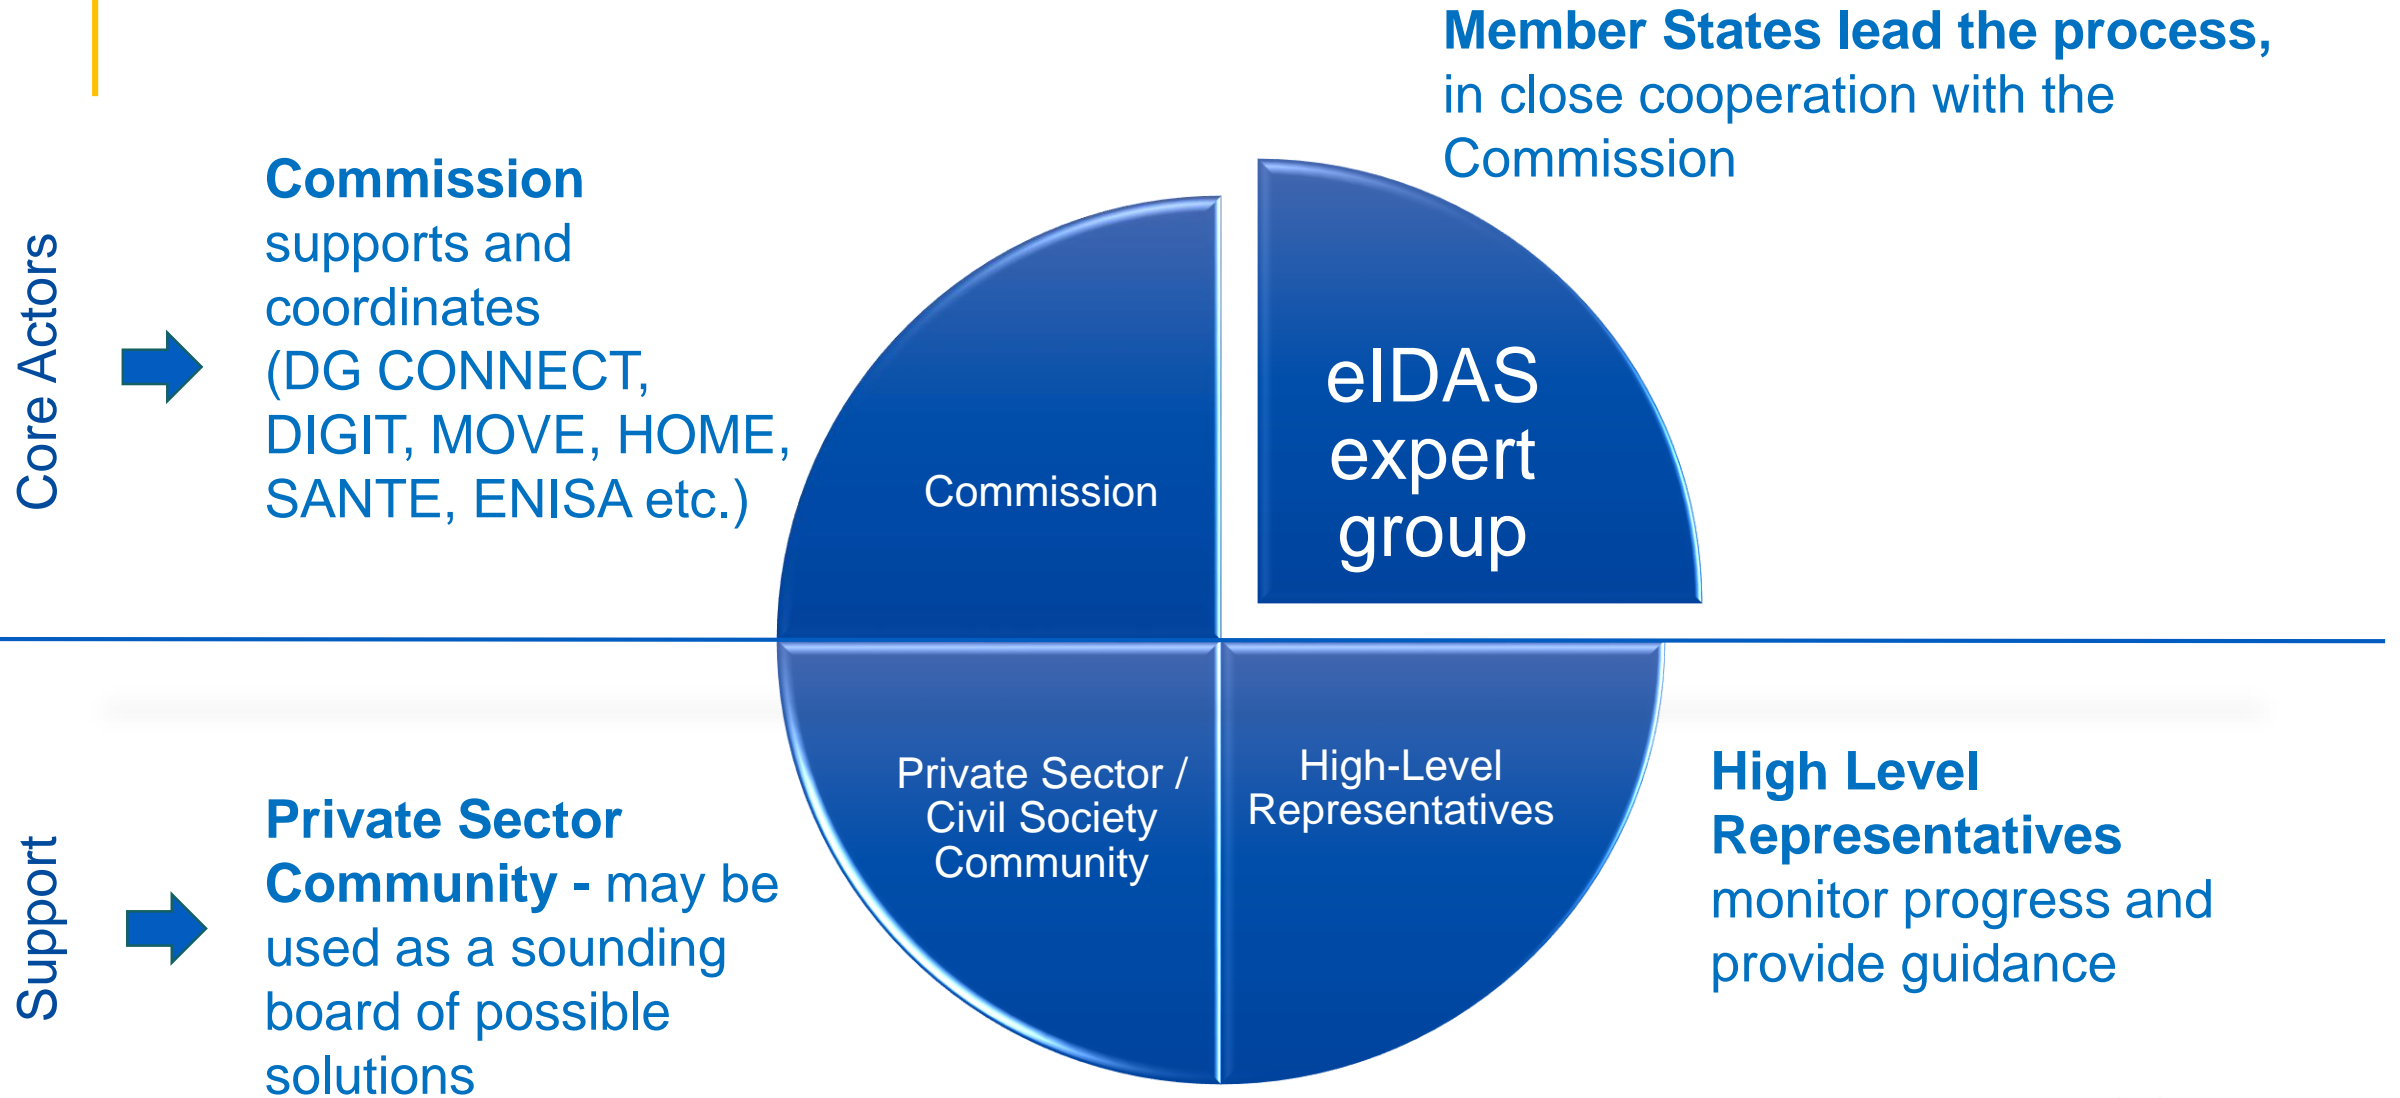 Member States lead the process,
in close cooperation with the
Commission
Core Actors
Commission
supports and
coordinates
(DG CONNECT,
DIGIT, MOVE, HOME,
SANTE, ENISA etc.)
Commission
eIDAS
expert
group
Support
Private Sector
Community - may be
used as a sounding
board of possible
solutions
Private Sector /
Civil Society
Community
High-Level
Representatives
High Level
Representatives
monitor progress and
provide guidance